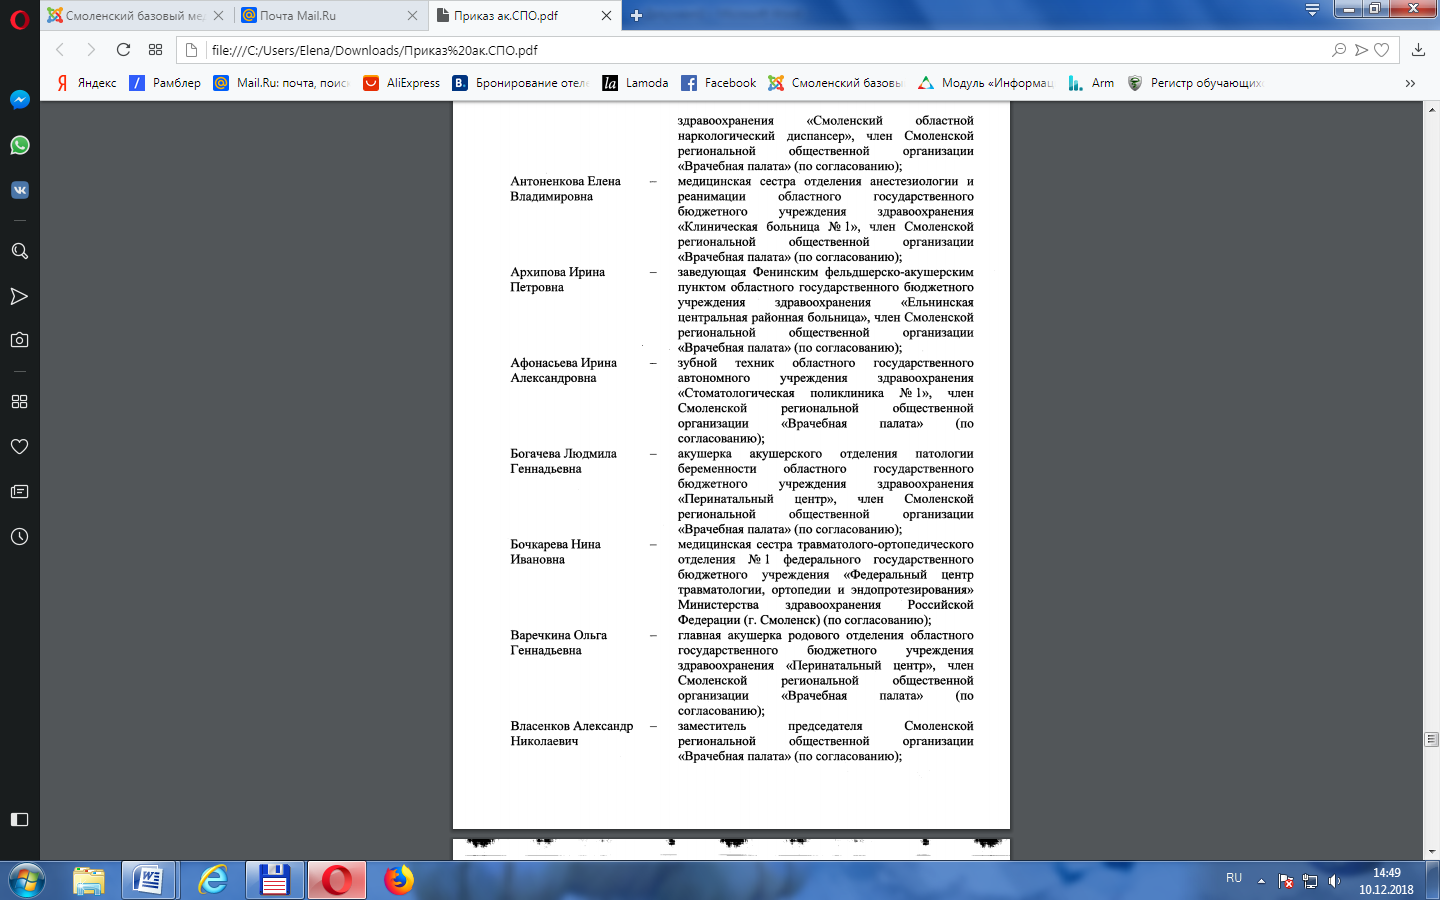 Смоленский базовый ме
Почта Mail.Ru
Приказ ак.СПО.pdf
file:///C:/Users/Elena/Downloads/Приказ%20ак.СПО.pdf
Яндекс
Рамблер
Mail.Ru: почта, поиск
AliExpress
Бронирование отеле
Lamoda
Facebook
Смоленский базовы
Модуль «Информац
Arm
Регистр обучающихс
здравоохранения «Смоленский областной
наркологический диспансер», член Смоленской
региональной общественной организации
«Врачебная палата» (по согласованию);
Антоненкова Елена – медицинская сестра отделения анестезиологии и
Владимировна реанимации областного государственного
бюджетного учреждения здравоохранения
«Клиническая больница №1», член Смоленской
региональной общественной организации
«Врачебная палата» (по согласованию);
Архипова Ирина – заведующая Фенинским фельдшерско-акушерским
Петровна пунктом областного государственного бюджетного
учреждения здравоохранения «Ельнинская
центральная районная больница», член Смоленской
региональной общественной организации
«Врачебная палата» (по согласованию);
Афонасьева Ирина – зубной техник областного государственного
Александровна автономного учреждения здравоохранения
«Стоматологическая поликлиника №1», член
Смоленской региональной общественной
организации «Врачебная палата» (по
согласованию);
Богачева Людмила – акушерка акушерского отделения патологии
Геннадьевна беременности областного государственного
бюджетного учреждения здравоохранения
«Перинатальный центр», член Смоленской
региональной общественной организации
«Врачебная палата» (по согласованию);
Бочкарева Нина – медицинская сестра травматолого-ортопедического
Ивановна отделения №1 федерального государственного
бюджетного учреждения «Федеральный центр
травматологии, ортопедии и эндопротезирования»
Министерства здравоохранения Российской
Федерации (г. Смоленск) (по согласованию);
Варечкина Ольга – главная акушерка родового отделения областного
Геннадьевна государственного бюджетного учреждения
здравоохранения «Перинатальный центр», член
Смоленской региональной общественной
организации «Врачебная палата» (по
согласованию);
Власенков Александр – заместитель председателя Смоленской
Николаевич региональной общественной организации
«Врачебная палата» (по согласованию);
RU
14:49
10.12.2018